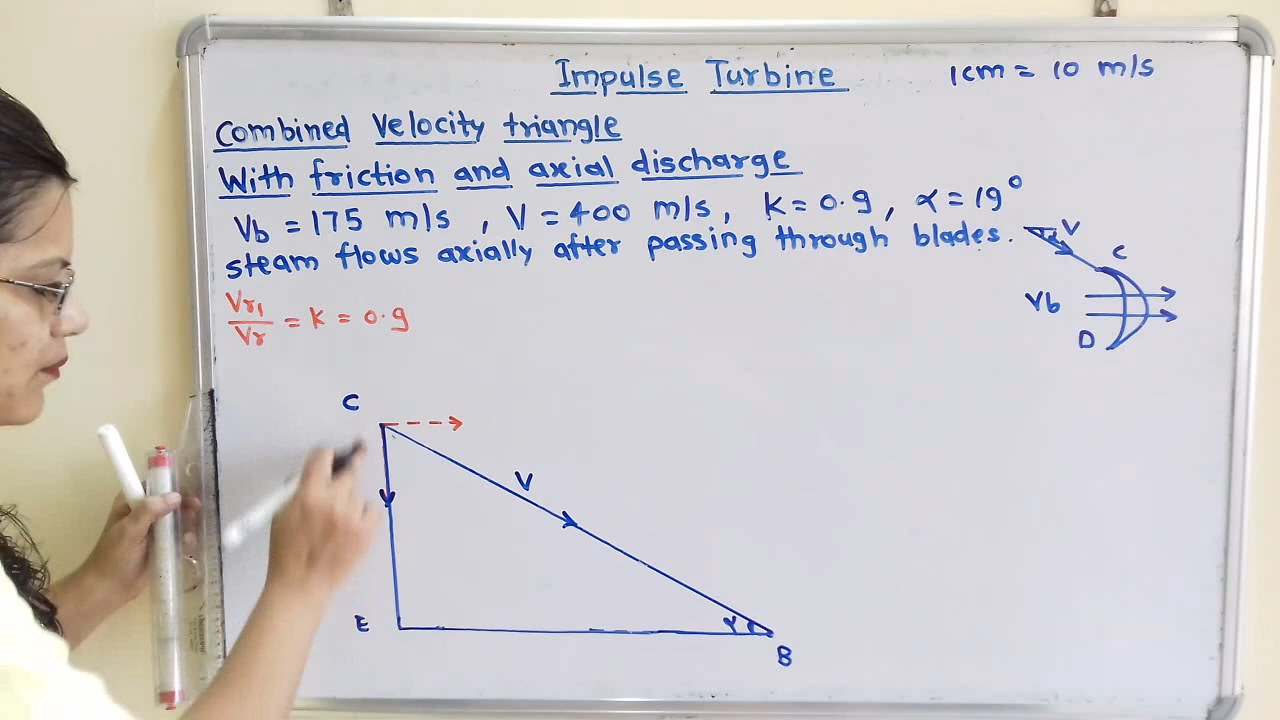 Impulse Turbine
1cm = 10 m/s
Combined Velocity triangle
With friction and axial discharge
Vb = 175 m/s , V = 400 m/s, K = 0.9, α = 19°
steam flows axially after passing through blades.
Vr1/Vr = K = 0.9
α V
C
Vb
D
C
V
E
α
B